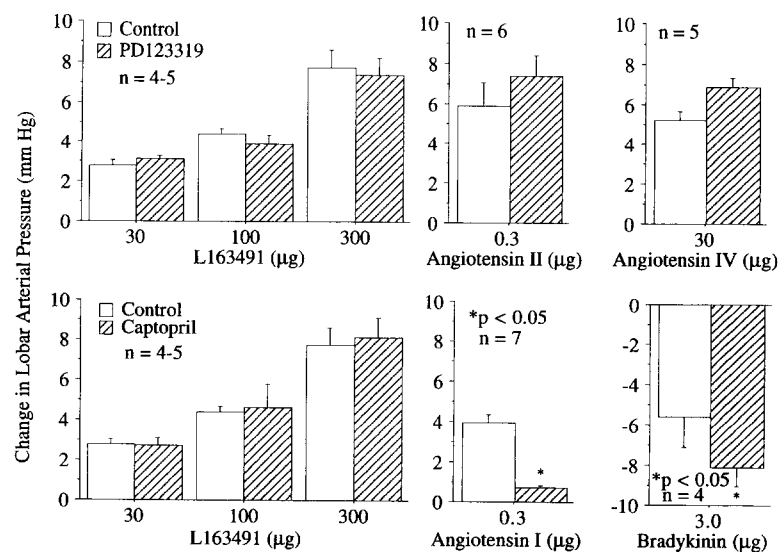 Change in Lobar Arterial Pressure (mm Hg)
Control
PD123319
n = 4-5
10
8
6
4
2
0
30
100
300
L163491 (μg)
n = 6
10
8
6
4
2
0
0.3
Angiotensin II (μg)
n = 5
10
8
6
4
2
0
30
Angiotensin IV (μg)
Control
Captopril
n = 4-5
10
8
6
4
2
0
30
100
300
L163491 (μg)
*p < 0.05
n = 7
10
8
6
4
2
0
*
0.3
Angiotensin I (μg)
0
-2
-4
-6
-8
-10
*p < 0.05
n = 4
*
3.0
Bradykinin (μg)